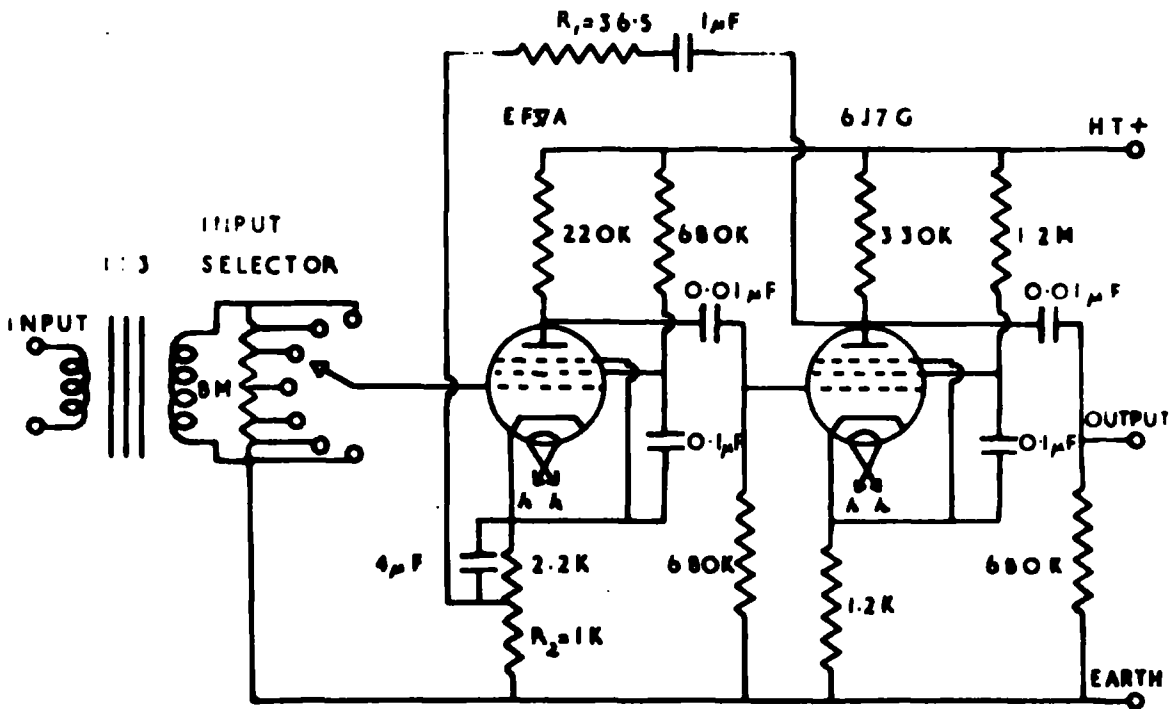 R₁=36·5
1μF
6J7G
HT+
INPUT
SELECTOR
1:3
INPUT
220K
680K
330K
1·2M
0·01μF
0·01μF
8M
0·1μF
0·1μF
OUTPUT
h h
h h
4μF
2.2K
680K
1.2K
680K
R₂=1K
EARTH